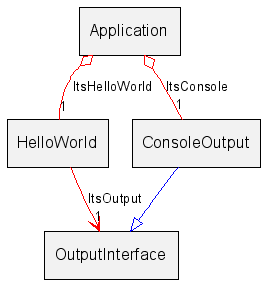 Application
ItsHelloWorld
ItsConsole
1
1
HelloWorld
ConsoleOutput
ItsOutput
1
OutputInterface